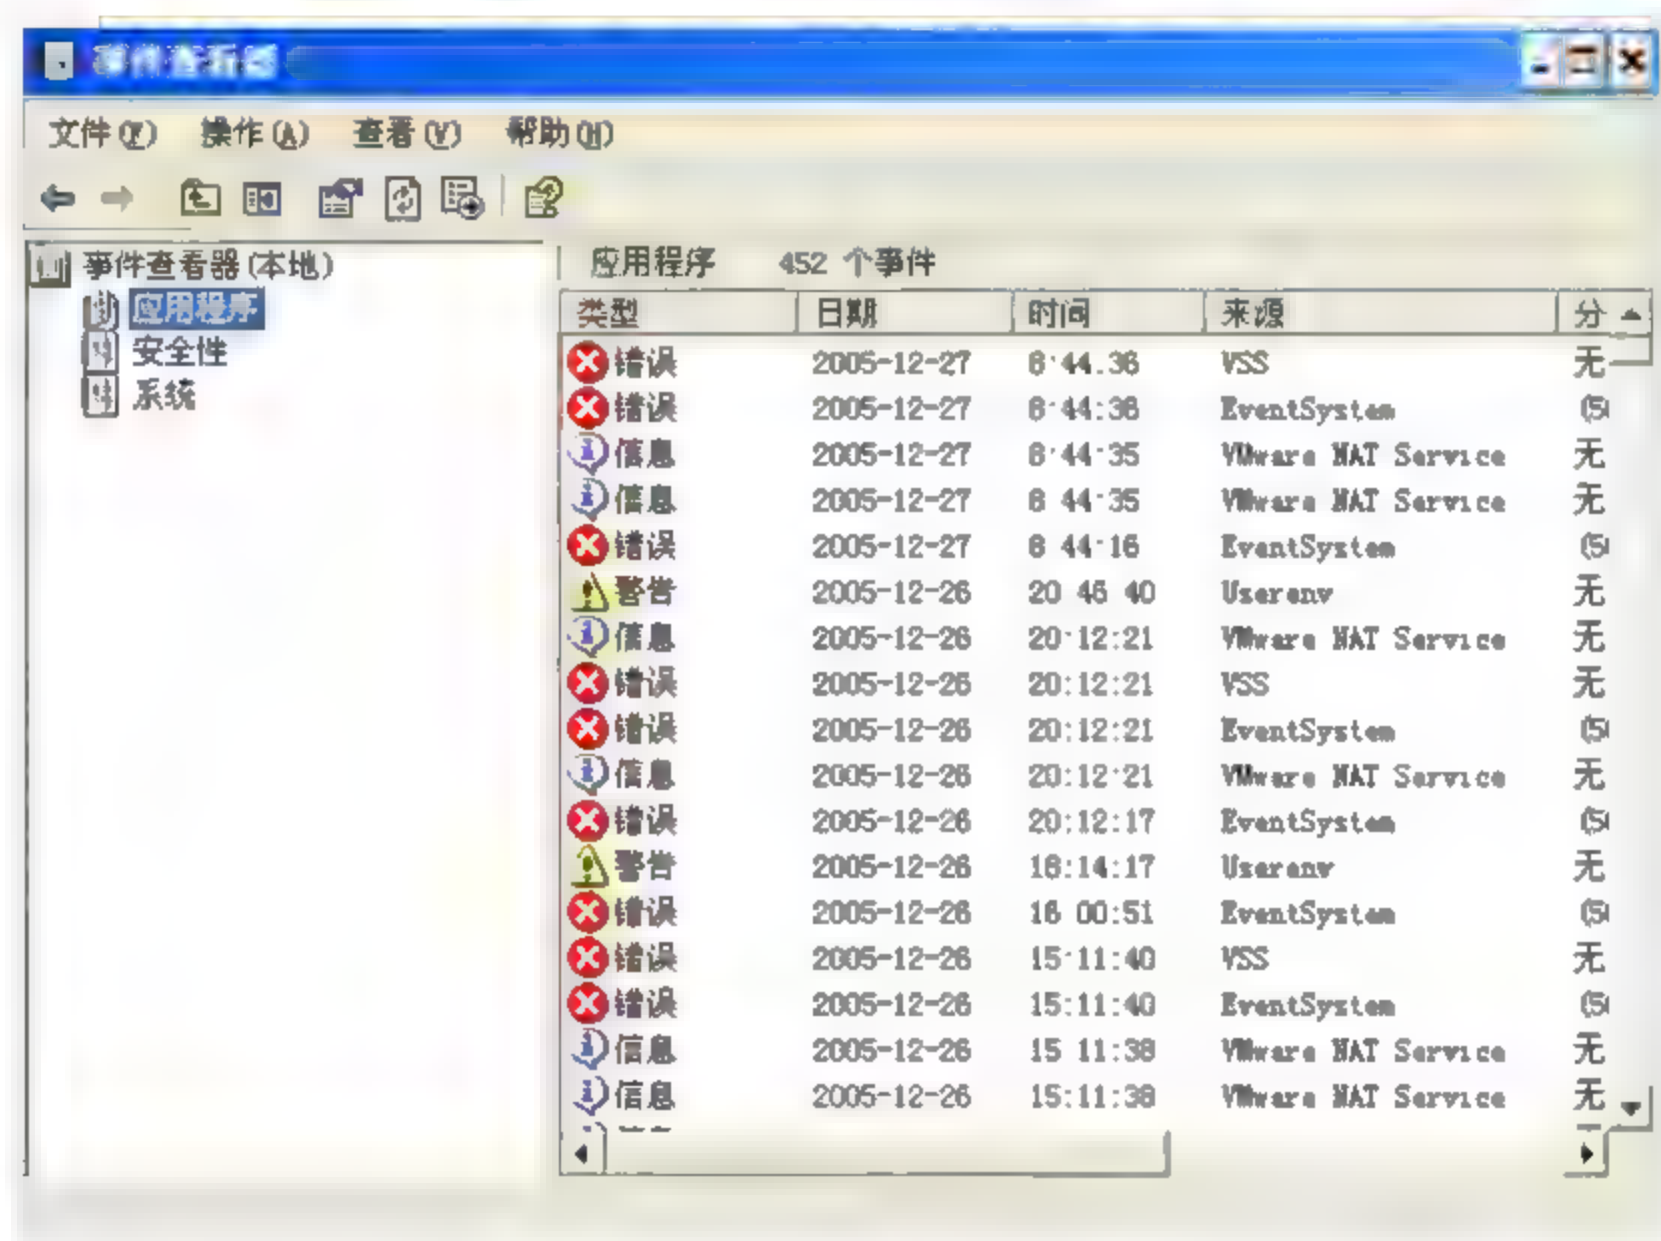 事件查看器
文件(F) 操作(A) 查看(V) 帮助(H)
事件查看器(本地)
应用程序
安全性
系统
应用程序 452 个事件
类型 日期 时间 来源 分
错误 2005-12-27 8:44:36 VSS 无
错误 2005-12-27 8:44:36 EventSystem (5
信息 2005-12-27 8:44:35 VMware NAT Service 无
信息 2005-12-27 8:44:35 VMware NAT Service 无
错误 2005-12-27 8:44:16 EventSystem (5
警告 2005-12-26 20:46:40 Userenv 无
信息 2005-12-26 20:12:21 VMware NAT Service 无
错误 2005-12-26 20:12:21 VSS 无
错误 2005-12-26 20:12:21 EventSystem (5
信息 2005-12-26 20:12:21 VMware NAT Service 无
错误 2005-12-26 20:12:17 EventSystem (5
警告 2005-12-26 Userenv 无
错误 2005-12-26 EventSystem (5
错误 2005-12-26 15:11:40 VSS 无
错误 2005-12-26 15:11:40 EventSystem (5
信息 2005-12-26 15:11:38 VMware NAT Service 无
信息 2005-12-26 15:11:38 VMware NAT Service 无